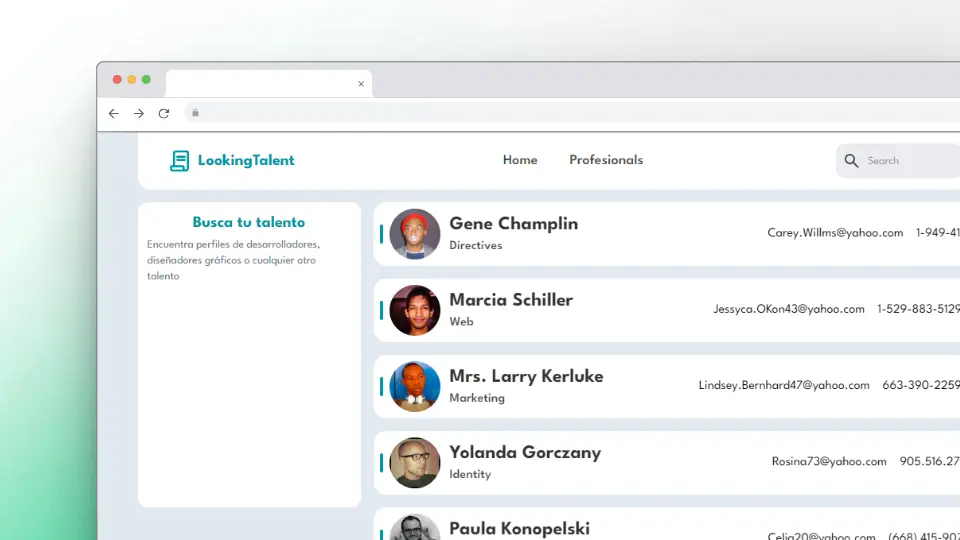 LookingTalent
Home
Profesionals
Search
Busca tu talento
Encuentra perfiles de desarrolladores,
diseñadores gráficos o cualquier otro
talento
Gene Champlin
Directives
Carey.Willms@yahoo.com 1-949-41
Marcia Schiller
Web
Jessyca.OKon43@yahoo.com 1-529-883-5129
Mrs. Larry Kerluke
Marketing
Lindsey.Bernhard47@yahoo.com 663-390-2259
Yolanda Gorczany
Identity
Rosina73@yahoo.com 905.516.27
Paula Konopelski
Celia20@yahoo.com (668) 415-907